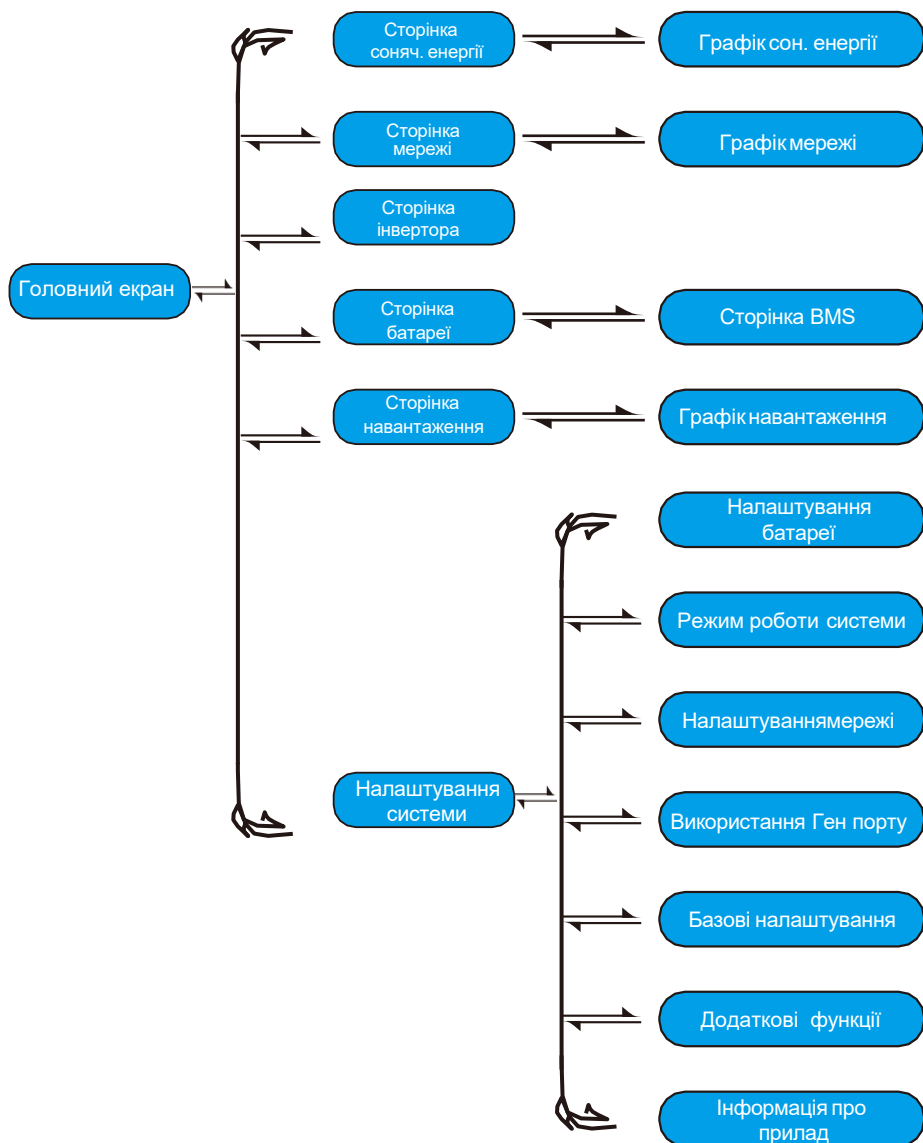 Сторінка
соняч. енергії
Графік сон. енергії
Сторінка
мережі
Графік мережі
Сторінка
інвертора
Головний екран
Сторінка
батареї
Сторінка BMS
Сторінка
навантаження
Графік навантаження
Налаштування
батареї
Режим роботи системи
Налаштуваннямережі
Налаштування
системи
Використання Ген порту
Базові налаштування
Додаткові функції
Інформація про
прилад